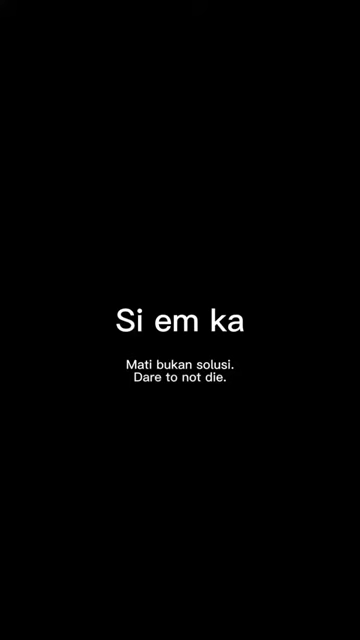 Si em ka
Mati bukan solusi.
Dare to not die.